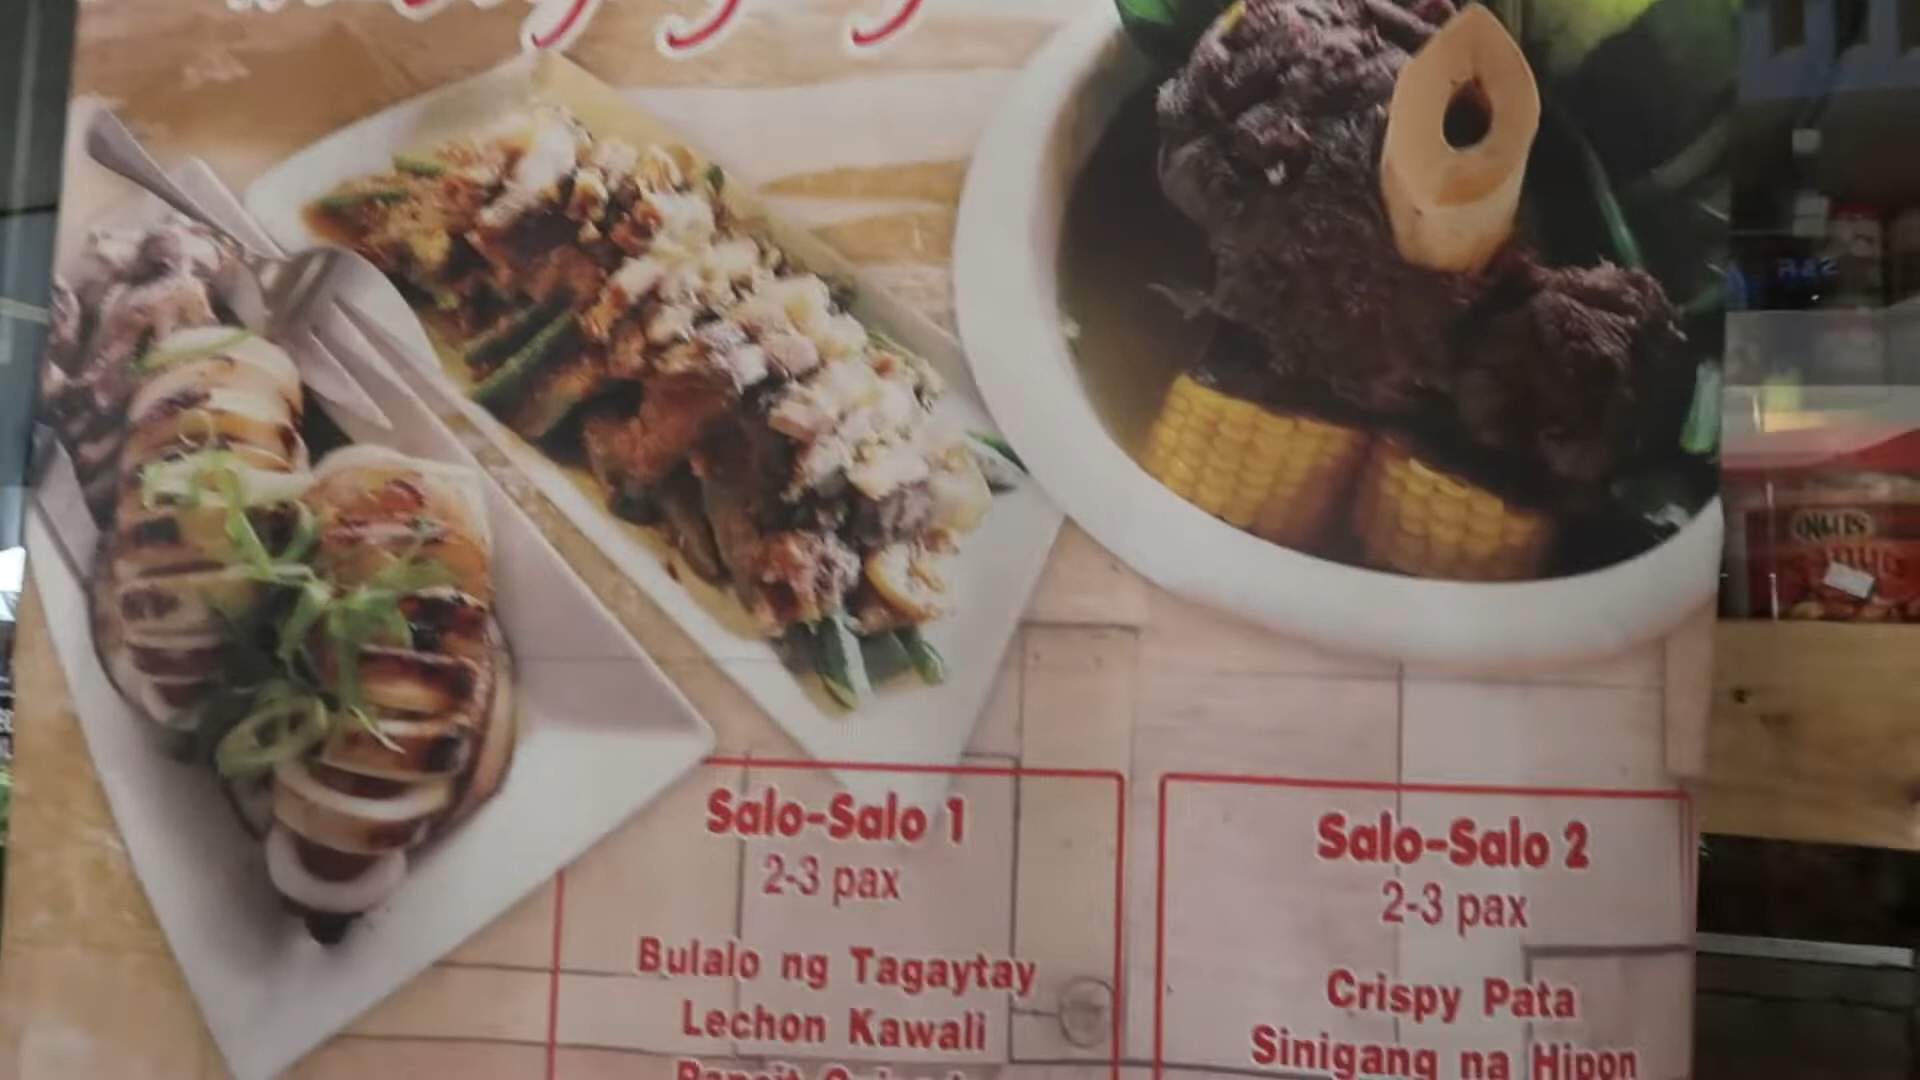 Salo-Salo 1
2-3 pax
Bulalo ng Tagaytay
Lechon Kawali
Salo-Salo 2
2-3 pax
Crispy Pata
Sinigang na Hipon